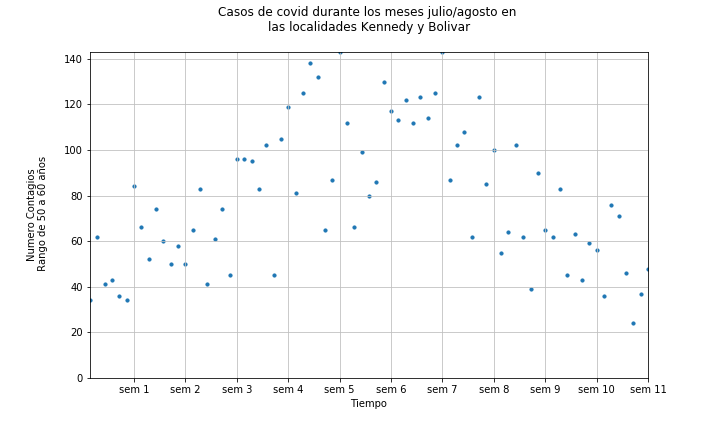 Casos de covid durante los meses julio/agosto en
las localidades Kennedy y Bolivar
Numero Contagios
Rango de 50 a 60 años
140
120
100
80
60
40
20
0
sem 1 sem 2 sem 3 sem 4 sem 5 sem 6 sem 7 sem 8 sem 9 sem 10 sem 11
Tiempo